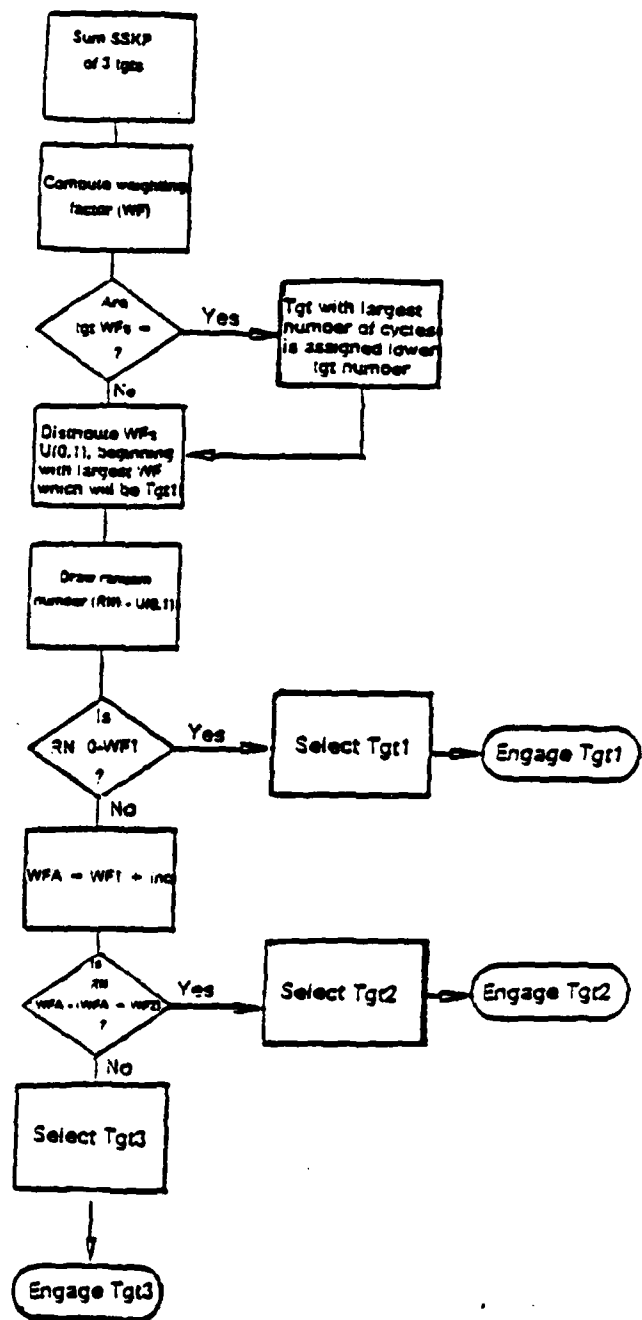 Sum SSKP
of 3 tgts
Compute weighting
factor (WF)
Are
tgt WFs =
?
Yes
Tgt with largest
number of cycles
is assigned lower
tgt number
No
Distribute WFs
U(0,1), beginning
with largest WF
which will be Tgt1
Draw random
number (RN - U(0,1)
Is
RN 0-WF1
?
Yes
Select Tgt1
Engage Tgt1
No
WFA = WF1 + inc
Is
RN
WFA-(WFA + WF2)
?
Yes
Select Tgt2
Engage Tgt2
No
Select Tgt3
Engage Tgt3